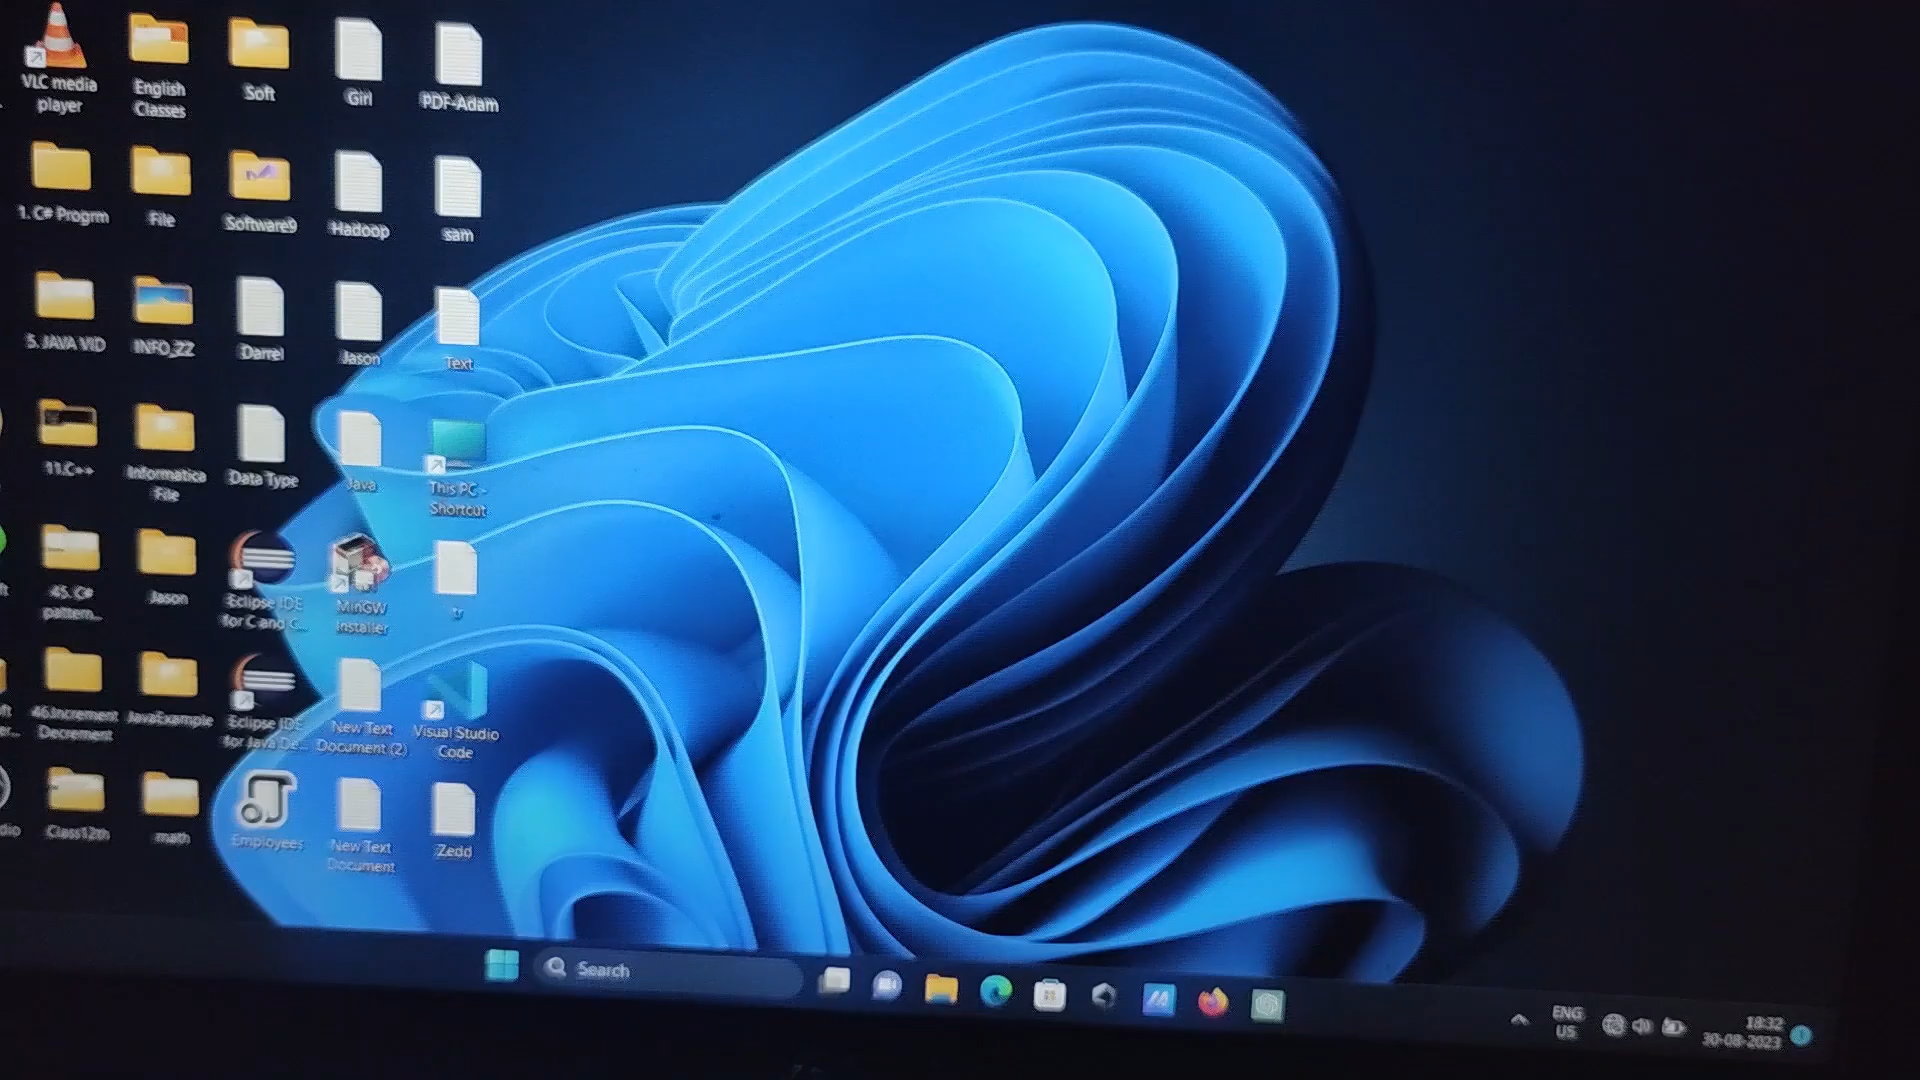 VLC media
player
English
Classes
Soft
Girl
PDF-Adam
1. C# Progrm
File
Software9
Hadoop
sam
5. JAVA VID
INFO_ZZ
Darrel
Jason
Text
11.C++
Informatica
File
Data Type
Java
This PC -
Shortcut
45. C#
pattern...
Jason
Eclipse IDE
for C and C...
MinGW
Installer
tr
46.Increment
Decrement
JavaExample
Eclipse IDE
for Java De...
New Text
Document (2)
Visual Studio
Code
Class12th
math
Employees
New Text
Document
Zedd
Search
ENG
US
18:32
30-08-2023